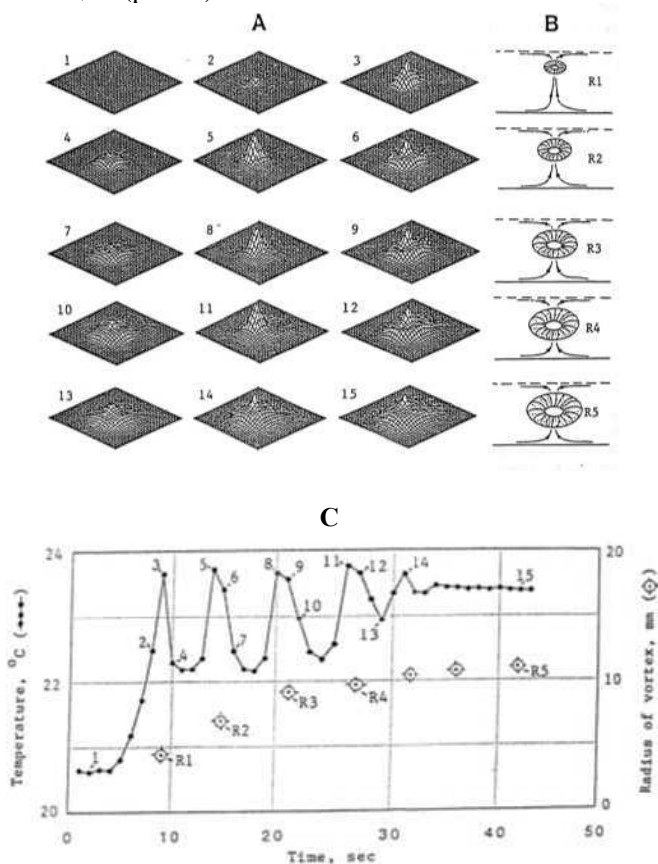 A B
1 2 3 R1
4 5 6 R2
7 8 9 R3
10 11 12 R4
13 14 15 R5
C
24 20
3 5 8 9 11 12 14 15
6
2 4 7 10 13
22 10
R3 R4 R5
R2
1 R1
20 0
0 10 20 30 40 50
Time, sec
Temperature, °C
Radius of vortex, mm